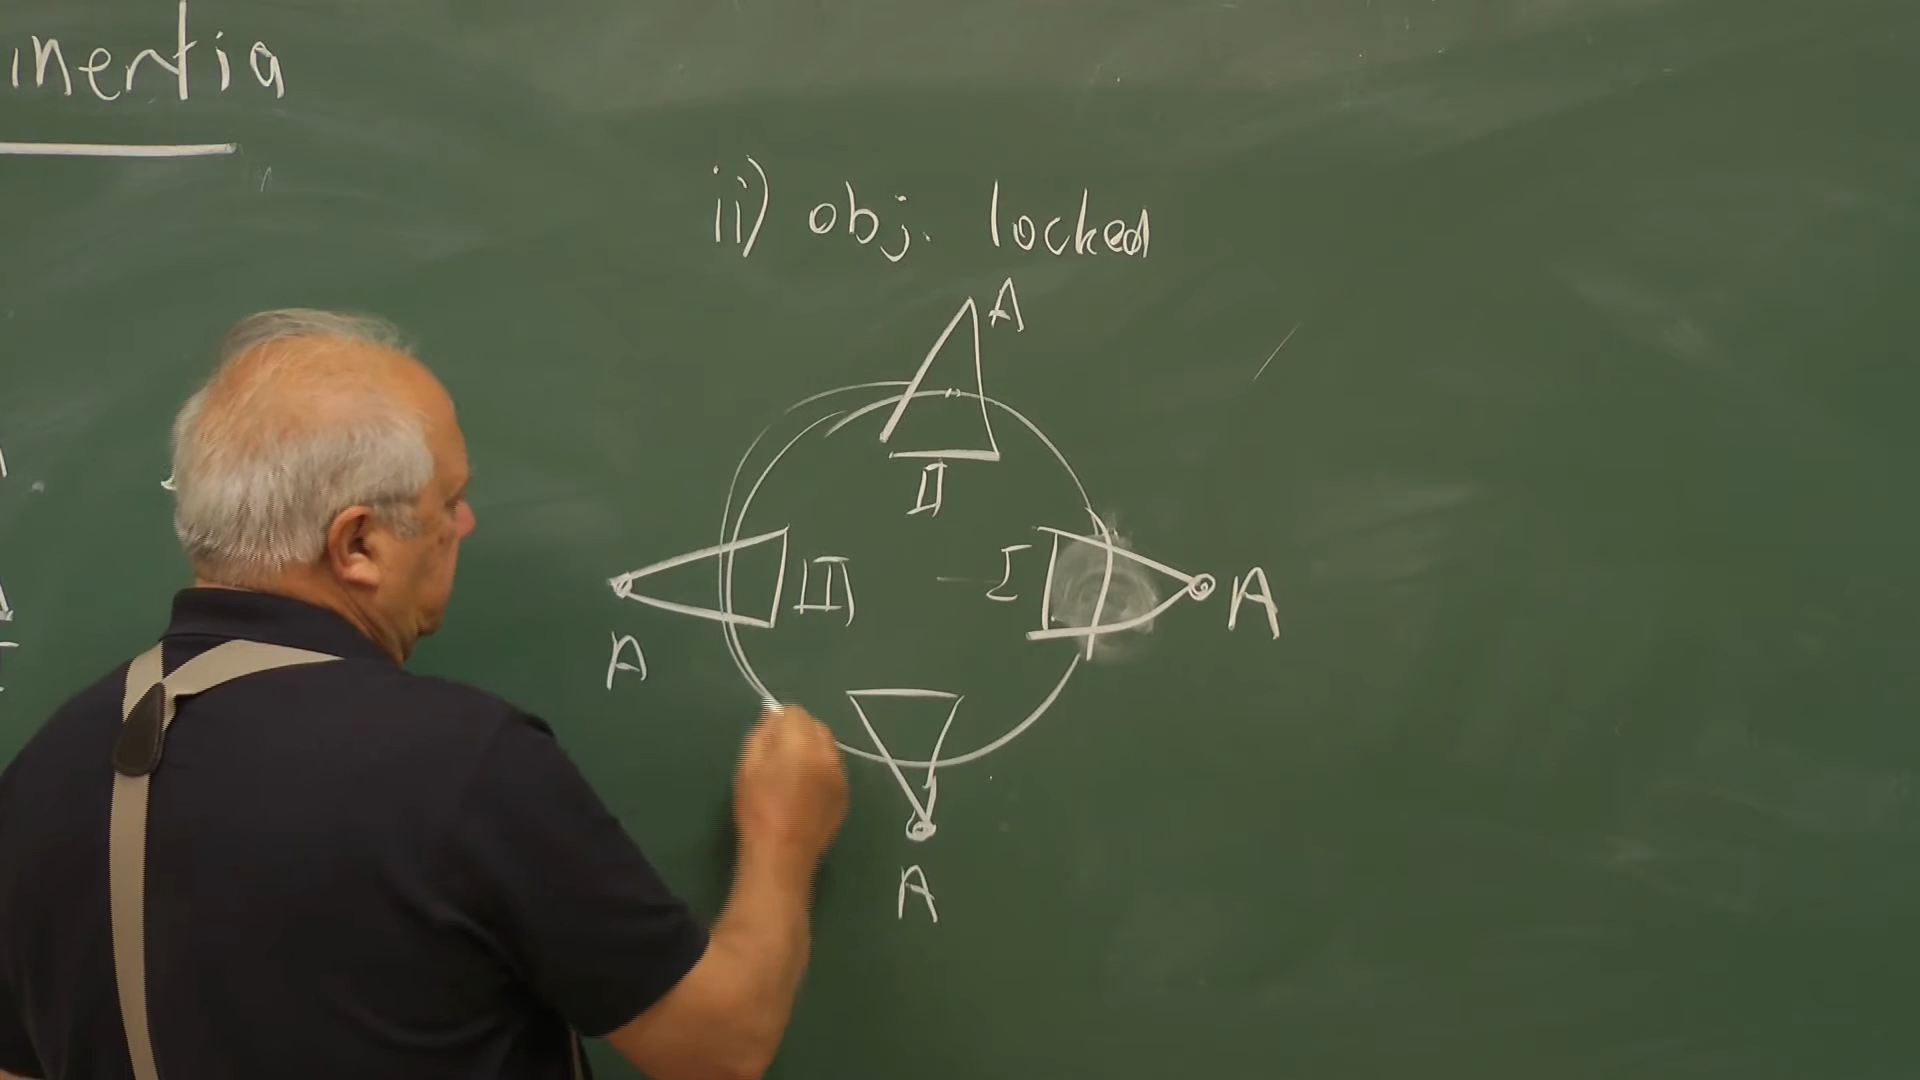 inertia
ii) obj. locked
A
II
III
I
A
A
A